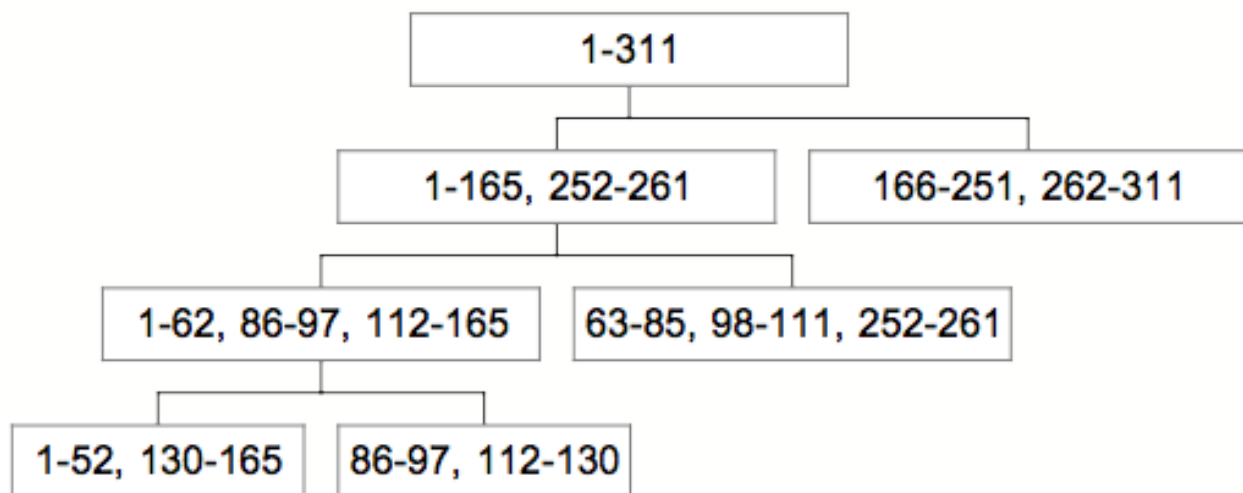 1-311
1-165, 252-261
166-251, 262-311
1-62, 86-97, 112-165
63-85, 98-111, 252-261
1-52, 130-165
86-97, 112-130